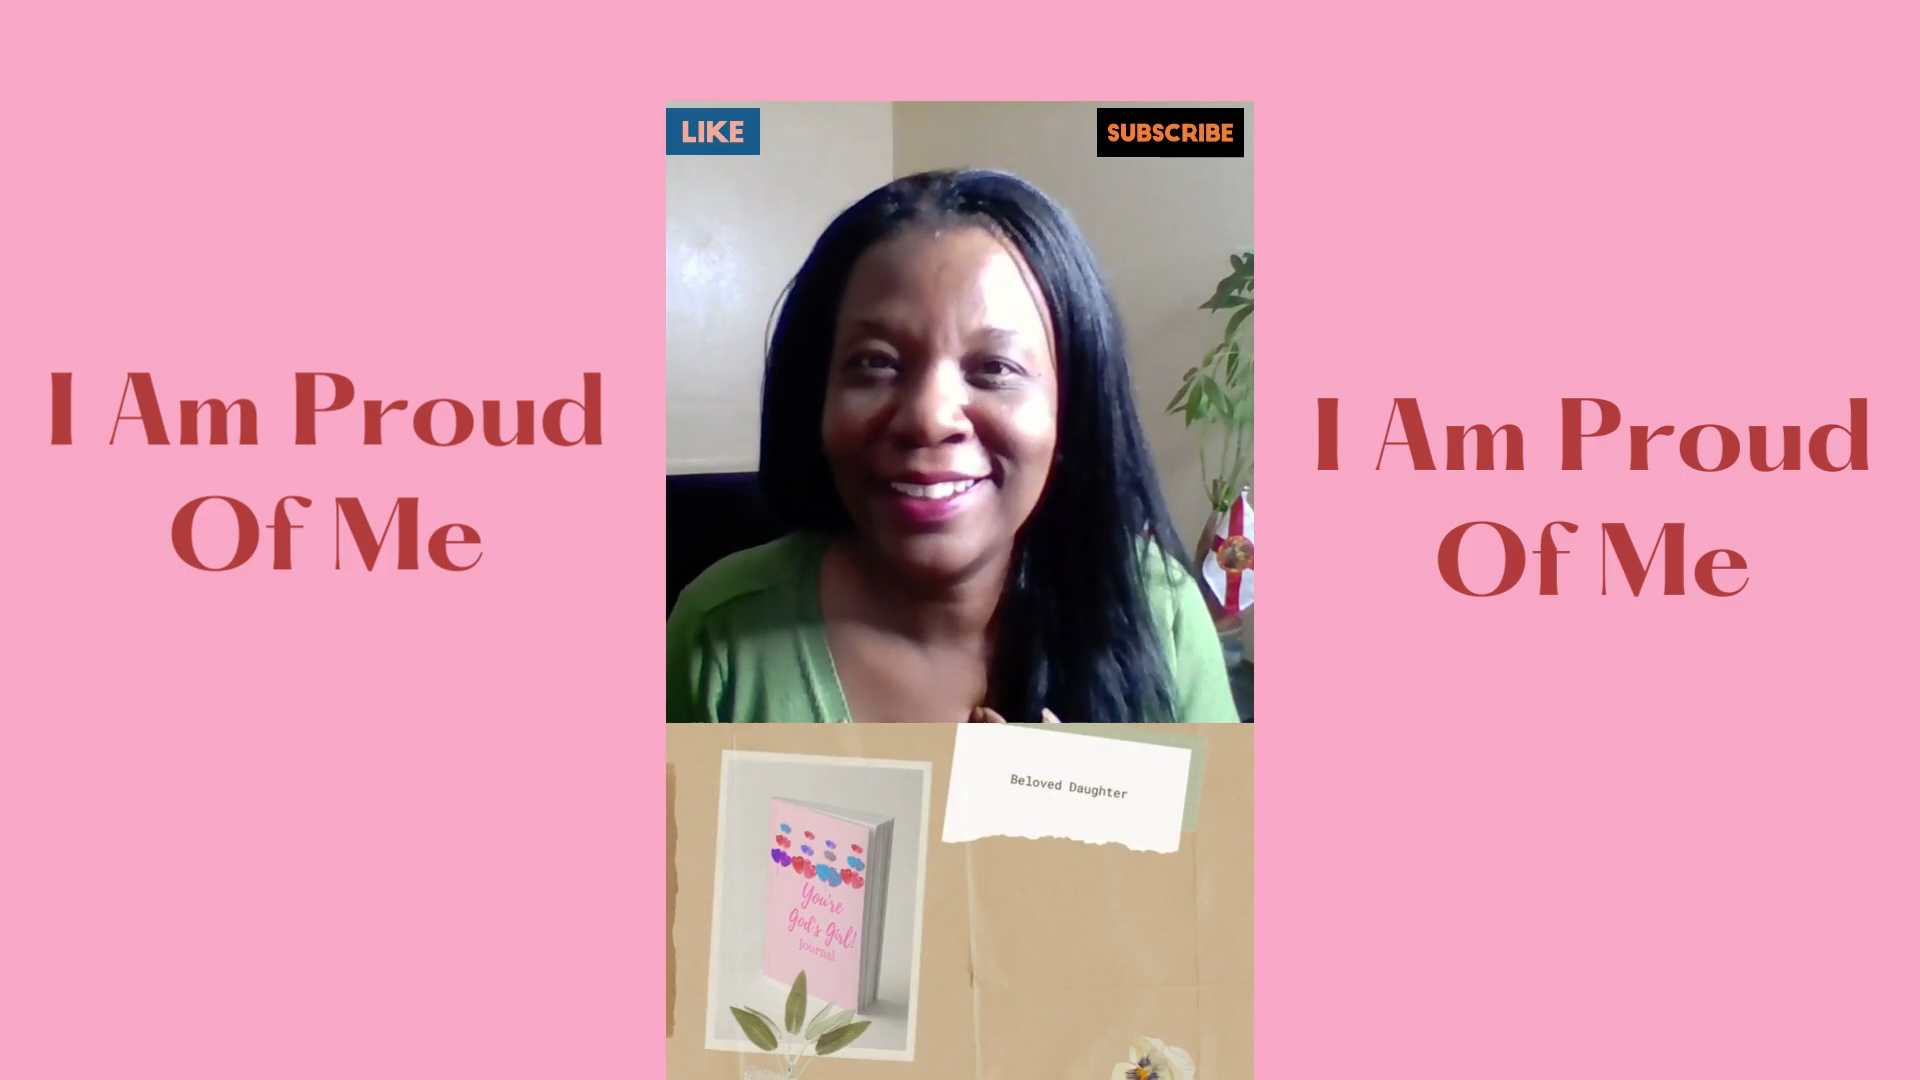 LIKE
SUBSCRIBE
I Am Proud
Of Me
I Am Proud
Of Me
Beloved Daughter
You're
God's Girl!
Journal